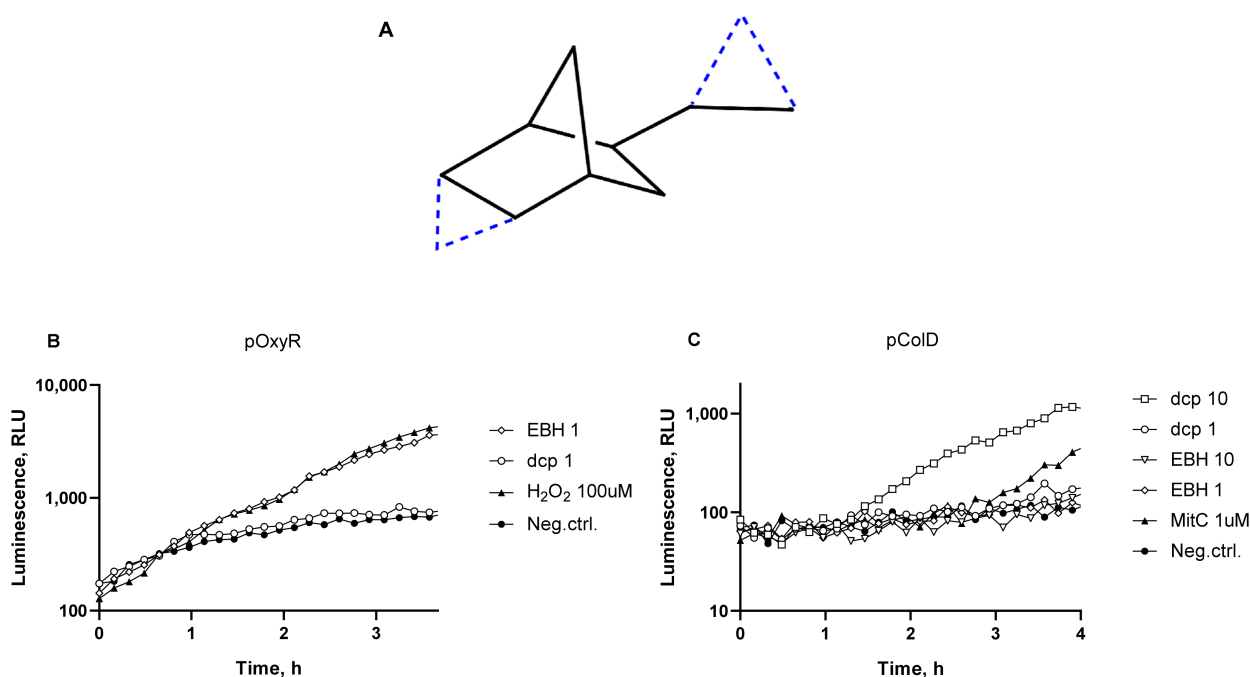 A
B
pOxyR
Luminescence, RLU
10,000
1,000
100
0
1
2
3
Time, h
EBH 1
dcp 1
H₂O₂ 100uM
Neg.ctrl.
C
pColD
Luminescence, RLU
1,000
100
10
0
1
2
3
4
Time, h
dcp 10
dcp 1
EBH 10
EBH 1
MitC 1uM
Neg.ctrl.